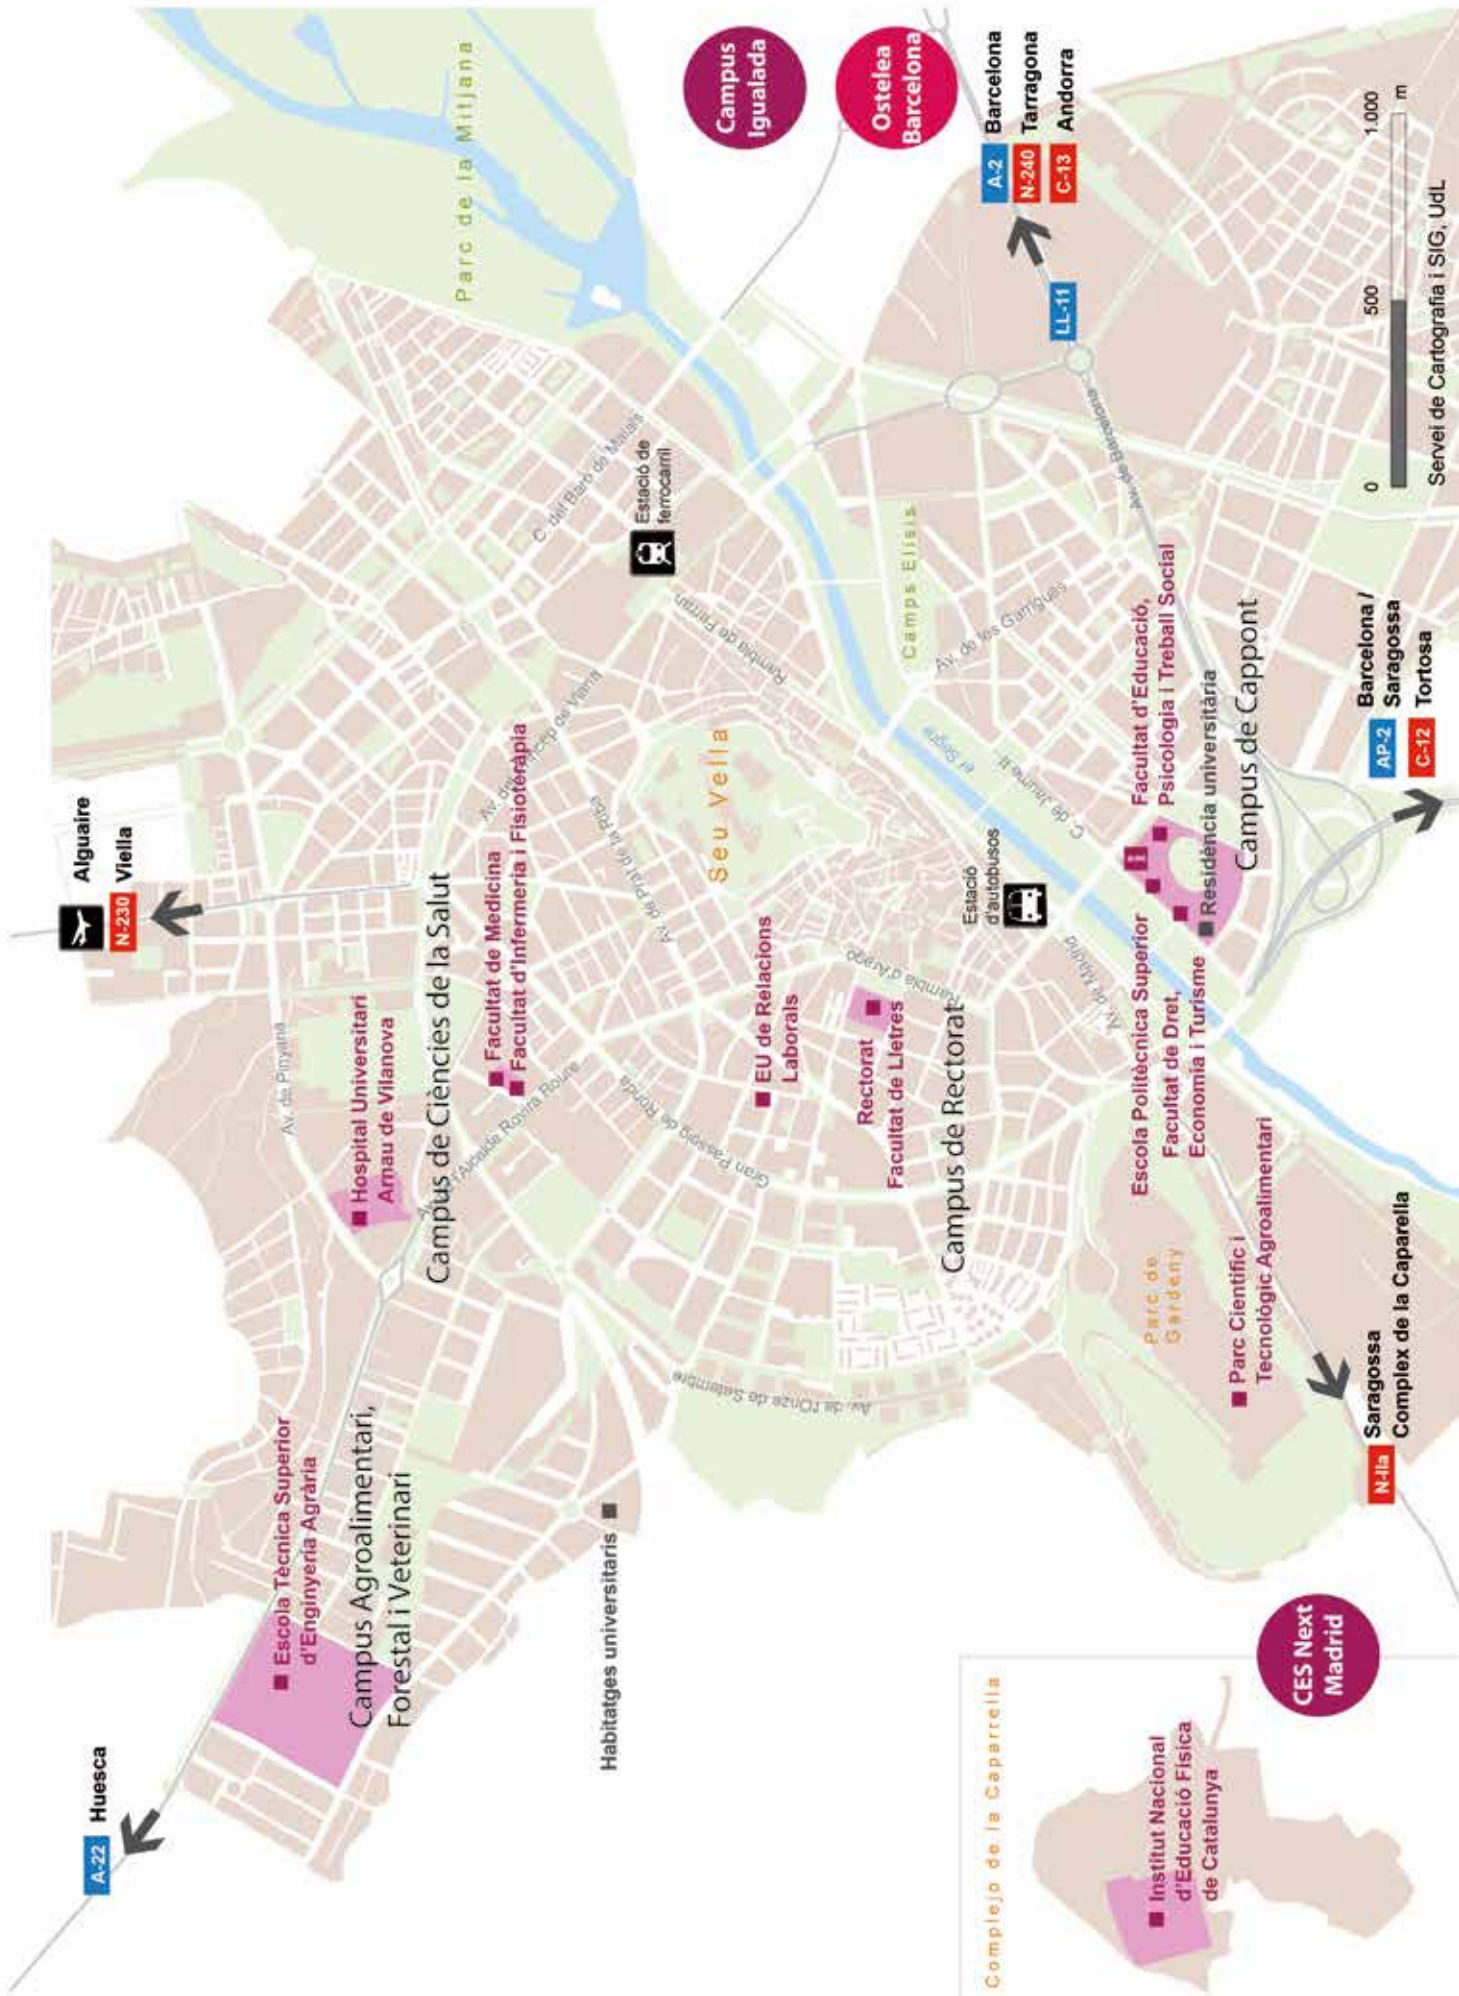 A-22 Huesca
Alguaire
N-230 Viella
Parc de la Mitjana
Campus
Igualada
Ostelea
Barcelona
A-2 Barcelona
N-240 Tarragona
C-13 Andorra
LL-11
Escola Tècnica Superior
d'Enginyeria Agrària
Campus Agroalimentari,
Forestal i Veterinari
Habitatges universitaris
Av. de Pinyana
Hospital Universitari
Arnau de Vilanova
Campus de Ciències de la Salut
Facultat de Medicina
Facultat d'Infermeria i Fisioteràpia
Av. de l'Alcalde Rovira Roure
Av. del Príncep de Viana
C. del Baró de Maials
Estació de
ferrocarril
Rambla de Ferran
Av. de Prat de la Riba
Seu Vella
Gran Passeig de Ronda
EU de Relacions
Laborals
Rectorat
Facultat de Lletres
Campus de Rectorat
Rambla d'Aragó
Av. de l'Onze de Setembre
Estació
d'autobusos
Av. de Madrid
el Segre
Camps Elisis
Av. de les Garrigues
C. de Jaume II
Av. de Barcelona
Escola Politècnica Superior
Facultat de Dret,
Economia i Turisme
Facultat d'Educació,
Psicologia i Treball Social
Residència universitària
Campus de Cappont
Parc de
Gardeny
Parc Científic i
Tecnològic Agroalimentari
N-IIa Saragossa
Complex de la Caparella
AP-2 Barcelona /
Saragossa
C-12 Tortosa
Complejo de la Caparrella
Institut Nacional
d'Educació Física
de Catalunya
CES Next
Madrid
0 500 1.000
m
Servei de Cartografia i SIG, UdL